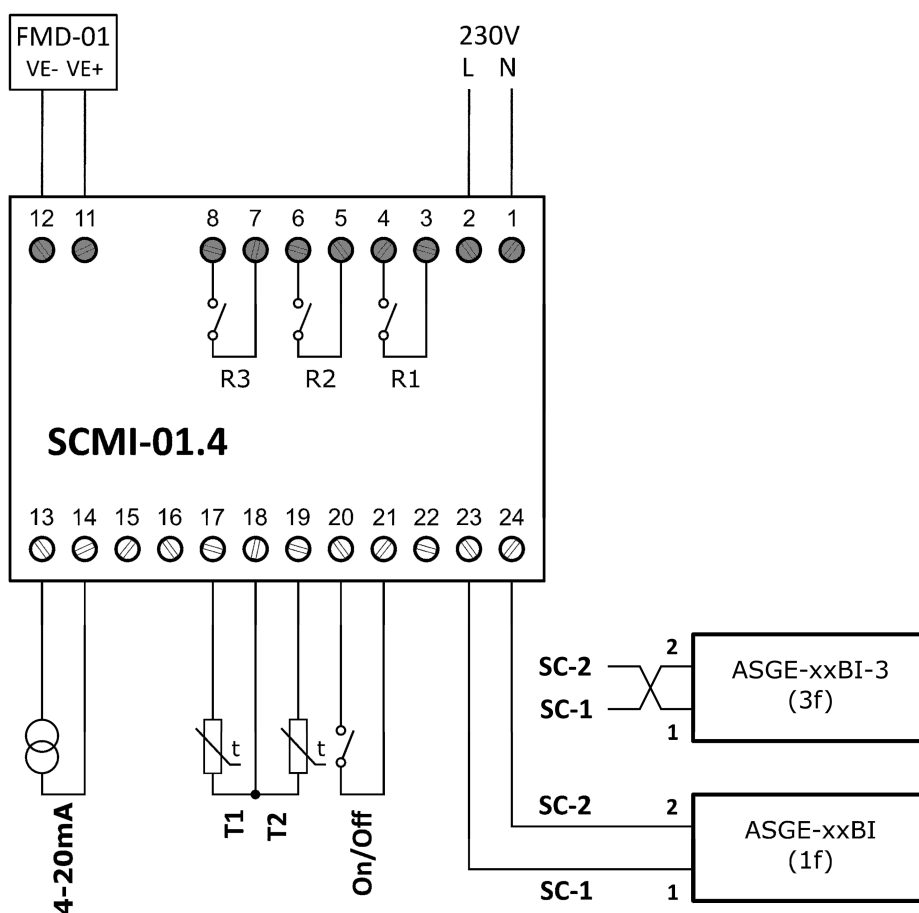 FMD-01
VE- VE+
230V
L N
12 11 8 7 6 5 4 3 2 1
R3 R2 R1
SCMI-01.4
13 14 15 16 17 18 19 20 21 22 23 24
4-20mA
t
T1
T2
t
On/Off
SC-2
SC-1
2
1
ASGE-xxBI-3
(3f)
SC-2
SC-1
2
1
ASGE-xxBI
(1f)